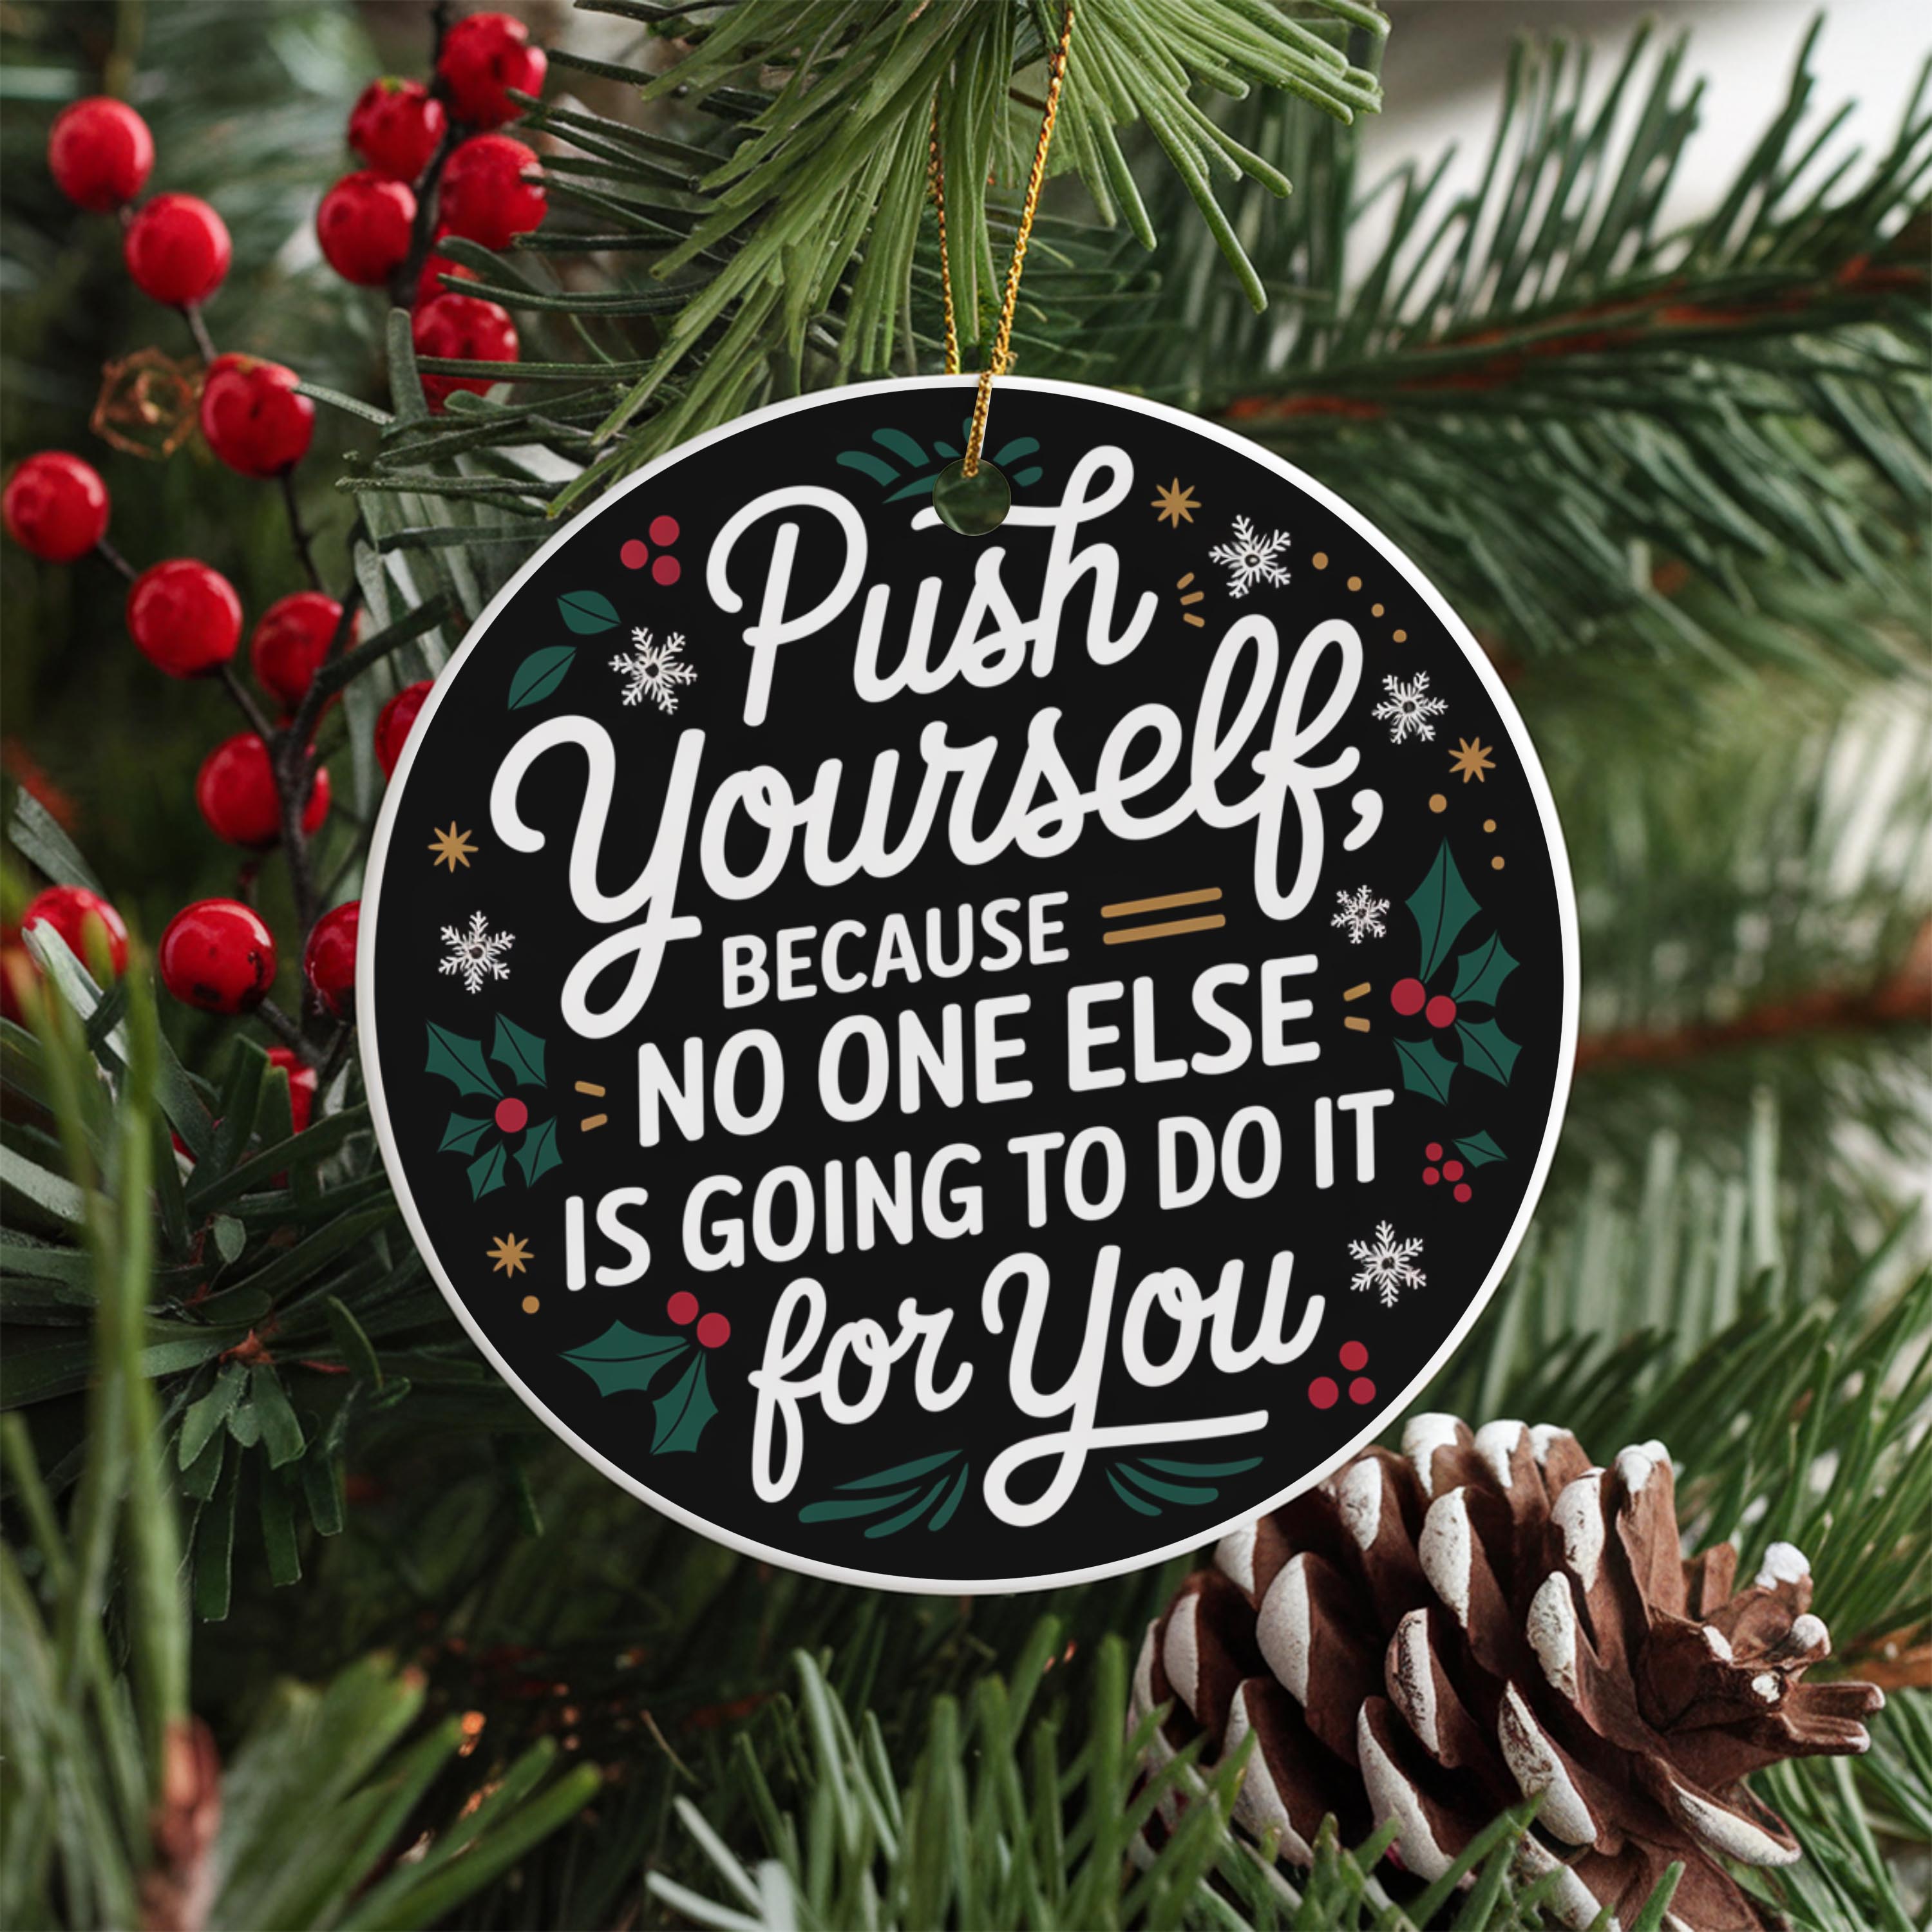 Push
Yourself,
BECAUSE
NO ONE ELSE
IS GOING TO DO IT
for You